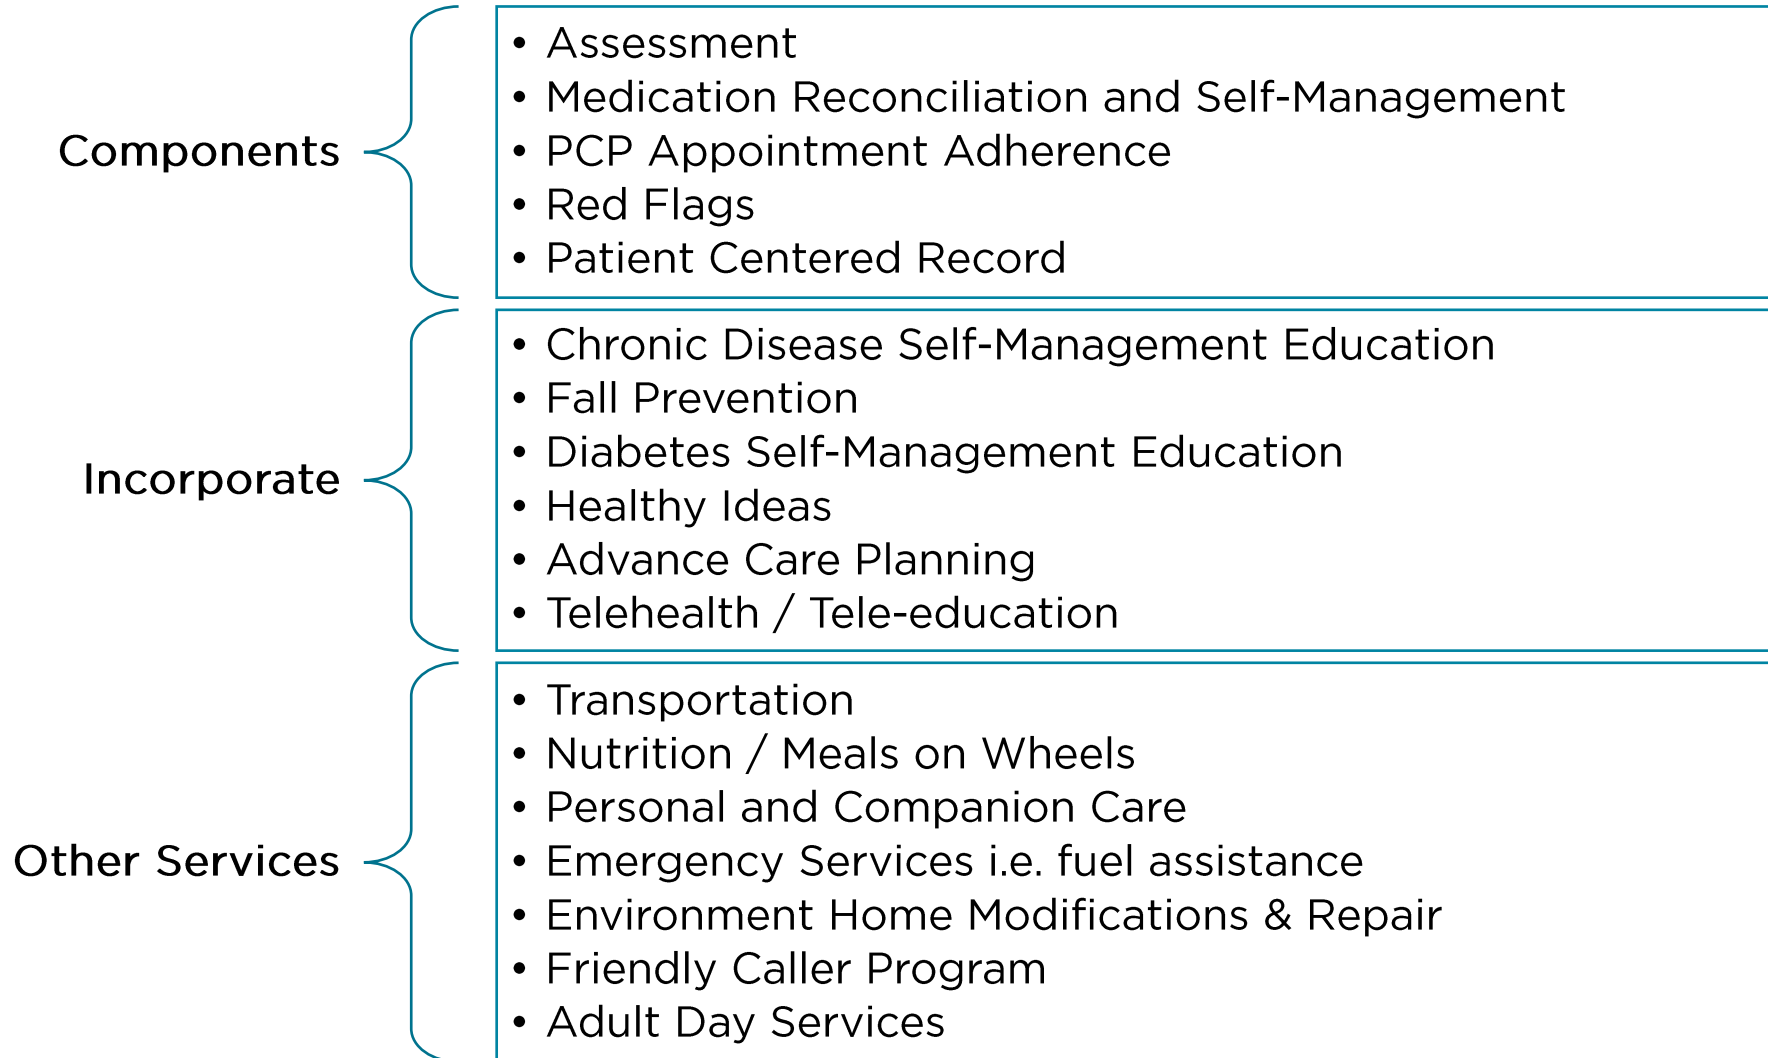 Components
• Assessment
• Medication Reconciliation and Self-Management
• PCP Appointment Adherence
• Red Flags
• Patient Centered Record
Incorporate
• Chronic Disease Self-Management Education
• Fall Prevention
• Diabetes Self-Management Education
• Healthy Ideas
• Advance Care Planning
• Telehealth / Tele-education
Other Services
• Transportation
• Nutrition / Meals on Wheels
• Personal and Companion Care
• Emergency Services i.e. fuel assistance
• Environment Home Modifications & Repair
• Friendly Caller Program
• Adult Day Services